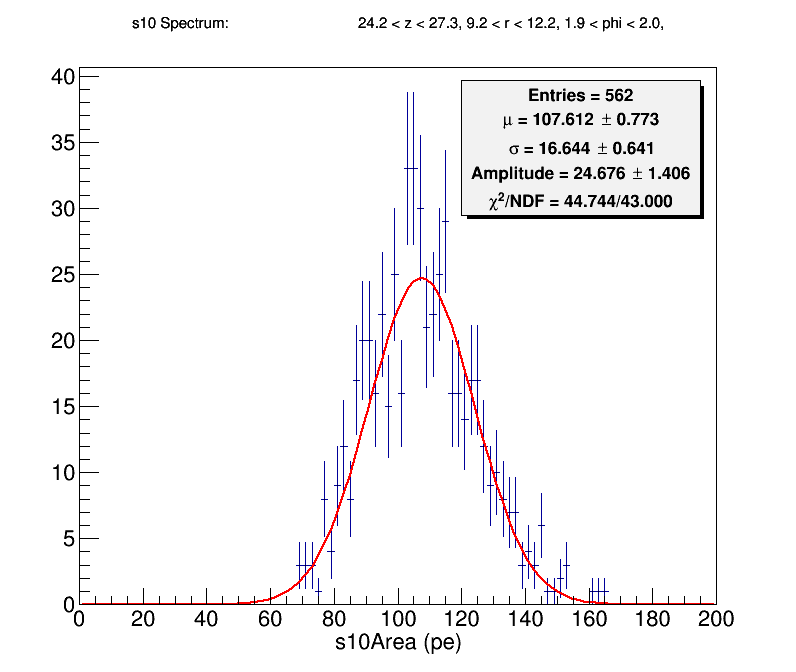 s10 Spectrum: 24.2 < z < 27.3, 9.2 < r < 12.2, 1.9 < phi < 2.0,
Entries = 562
μ = 107.612 ± 0.773
σ = 16.644 ± 0.641
Amplitude = 24.676 ± 1.406
χ²/NDF = 44.744/43.000
40
35
30
25
20
15
10
5
0
0 20 40 60 80 100 120 140 160 180 200
s10Area (pe)